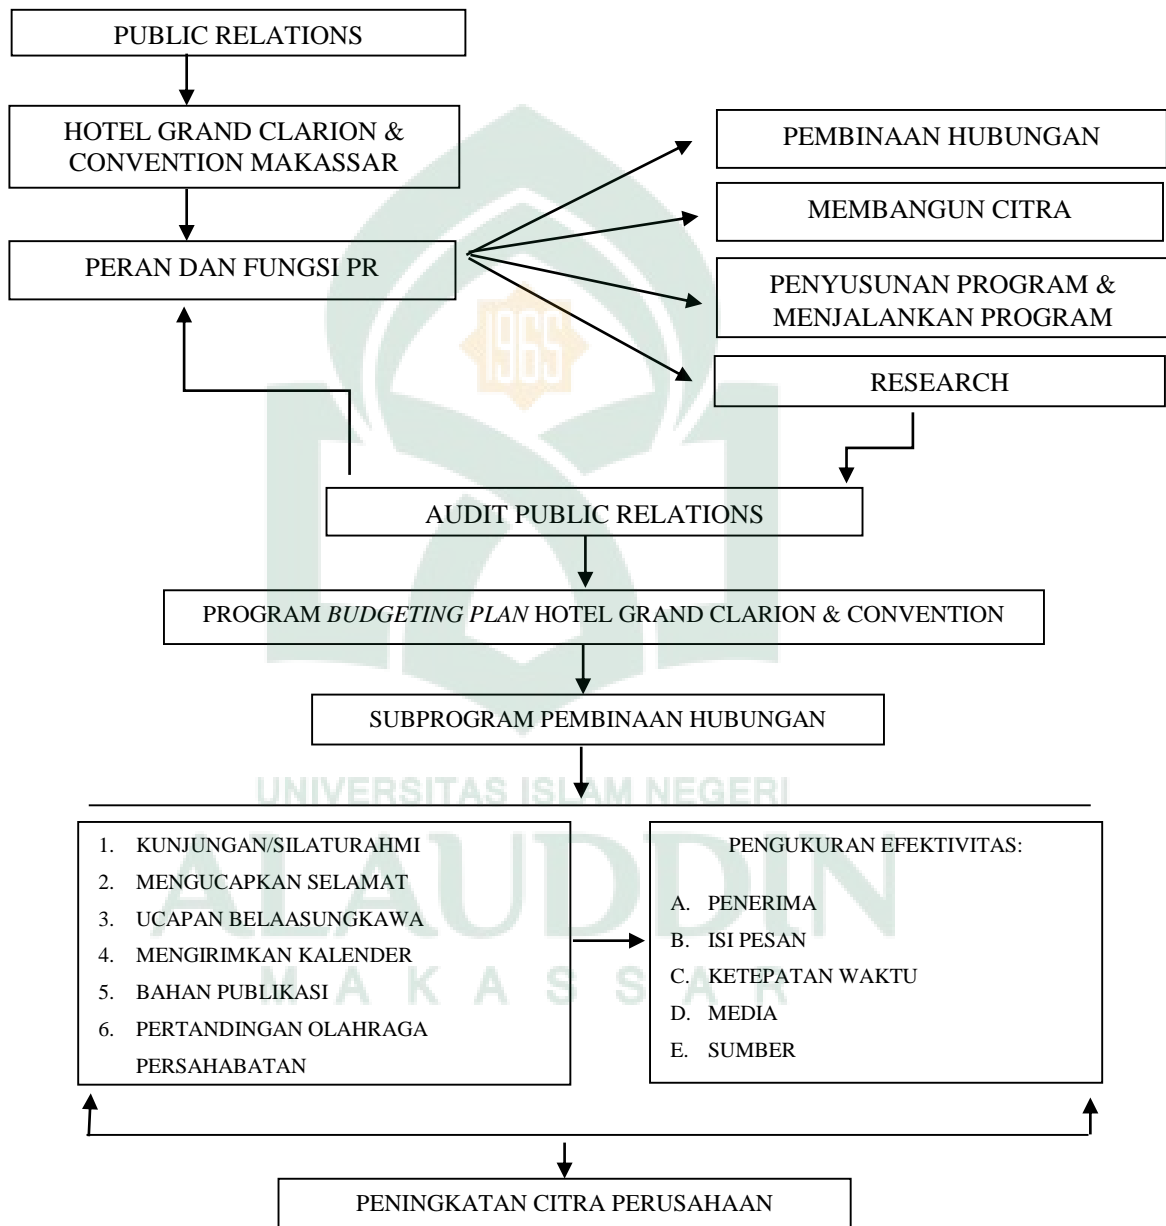 PUBLIC RELATIONS
HOTEL GRAND CLARION &
CONVENTION MAKASSAR
PERAN DAN FUNGSI PR
PEMBINAAN HUBUNGAN
MEMBANGUN CITRA
PENYUSUNAN PROGRAM &
MENJALANKAN PROGRAM
RESEARCH
1965
AUDIT PUBLIC RELATIONS
PROGRAM BUDGETING PLAN HOTEL GRAND CLARION & CONVENTION
SUBPROGRAM PEMBINAAN HUBUNGAN
UNIVERSITAS ISLAM NEGERI
ALAUDDIN
MAKASSAR
1. KUNJUNGAN/SILATURAHMI
2. MENGUCAPKAN SELAMAT
3. UCAPAN BELAASUNGKAWA
4. MENGIRIMKAN KALENDER
5. BAHAN PUBLIKASI
6. PERTANDINGAN OLAHRAGA
PERSAHABATAN
PENGUKURAN EFEKTIVITAS:
A. PENERIMA
B. ISI PESAN
C. KETEPATAN WAKTU
D. MEDIA
E. SUMBER
PENINGKATAN CITRA PERUSAHAAN